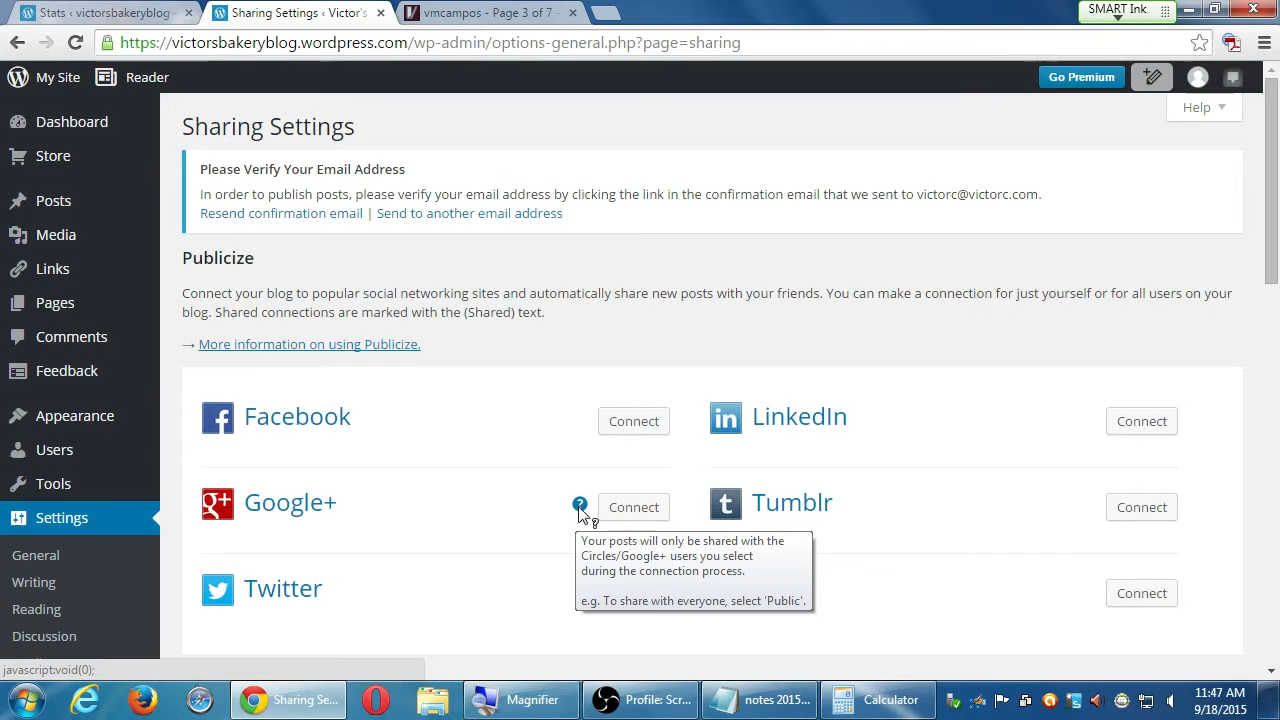 Stats ‹ victorsbakeryblog
Sharing Settings ‹ Victor's
vmcampos - Page 3 of 7 -
SMART Ink
https://victorsbakeryblog.wordpress.com/wp-admin/options-general.php?page=sharing
My Site
Reader
Go Premium
Dashboard
Store
Posts
Media
Links
Pages
Comments
Feedback
Appearance
Users
Tools
Settings
General
Writing
Reading
Discussion
Help
Sharing Settings
Please Verify Your Email Address
In order to publish posts, please verify your email address by clicking the link in the confirmation email that we sent to victorc@victorc.com.
Resend confirmation email | Send to another email address
Publicize
Connect your blog to popular social networking sites and automatically share new posts with your friends. You can make a connection for just yourself or for all users on your
blog. Shared connections are marked with the (Shared) text.
→ More information on using Publicize.
Facebook
Connect
LinkedIn
Connect
Google+
Connect
Tumblr
Connect
Your posts will only be shared with the
Circles/Google+ users you select
during the connection process.
e.g. To share with everyone, select 'Public'.
Twitter
Connect
javascript:void(0);
Sharing Se...
Magnifier
Profile: Scr...
notes 2015...
Calculator
11:47 AM
9/18/2015